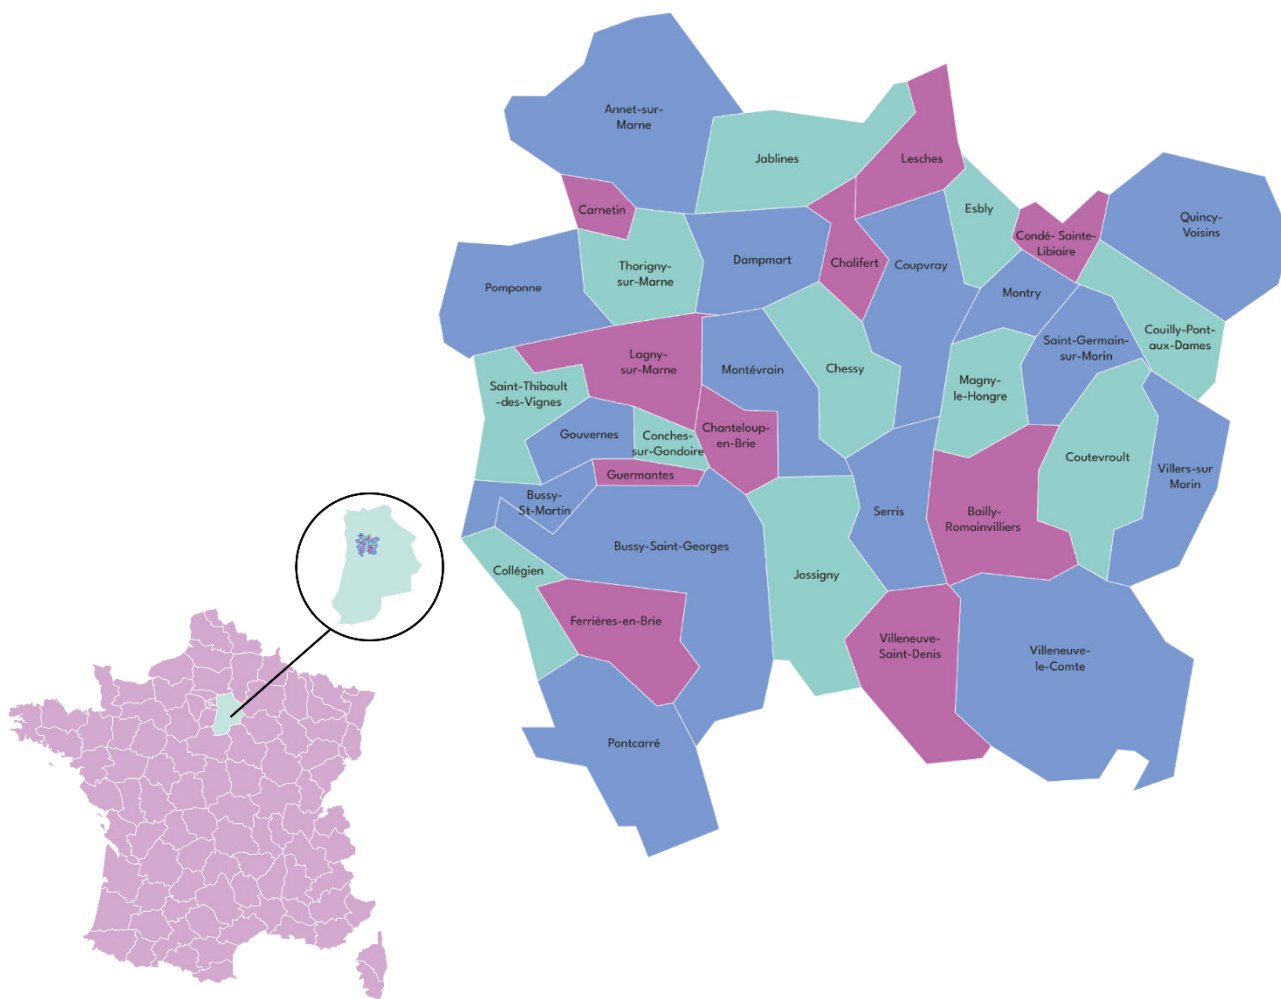 Annet-sur-
Marne
Jablines
Lesches
Carnetin
Esbly
Condé- Sainte-
Libiaire
Quincy-
Voisins
Pomponne
Thorigny-
sur-Marne
Dampmart
Chalifert
Coupvray
Montry
Couilly-Pont-
aux-Dames
Saint-Germain-
sur-Morin
Lagny-
sur-Marne
Montévrain
Chessy
Magny-
le-Hongre
Saint-Thibault
-des-Vignes
Gouvernes
Conches-
sur-Gondoire
Chanteloup-
en-Brie
Coutevroult
Villers-sur
Morin
Guermantes
Bussy-
St-Martin
Serris
Bailly-
Romainvilliers
Bussy-Saint-Georges
Collégien
Jossigny
Ferrières-en-Brie
Villeneuve-
Saint-Denis
Villeneuve-
le-Comte
Pontcarré